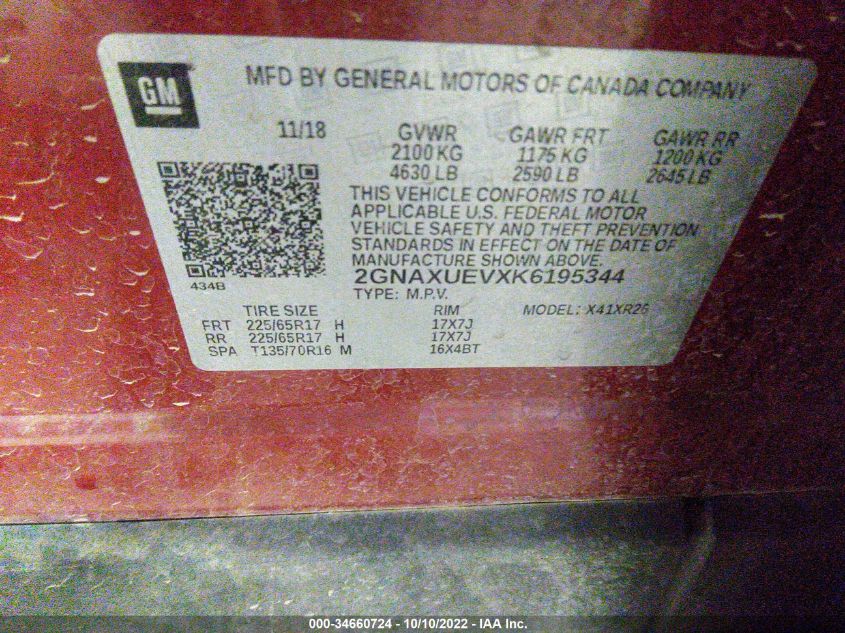 GM
MFD BY GENERAL MOTORS OF CANADA COMPANY
11/18 GVWR GAWR FRT GAWR RR
2100 KG 1175 KG 1200 KG
4630 LB 2590 LB 2645 LB
THIS VEHICLE CONFORMS TO ALL
APPLICABLE U.S. FEDERAL MOTOR
VEHICLE SAFETY AND THEFT PREVENTION
STANDARDS IN EFFECT ON THE DATE OF
MANUFACTURE SHOWN ABOVE.
434B
2GNAXUEVXK6195344
TYPE: M.P.V.
TIRE SIZE RIM MODEL: X41XR26
FRT 225/65R17 H 17X7J
RR 225/65R17 H 17X7J
SPA T135/70R16 M 16X4BT
000-34660724 - 10/10/2022 - IAA Inc.